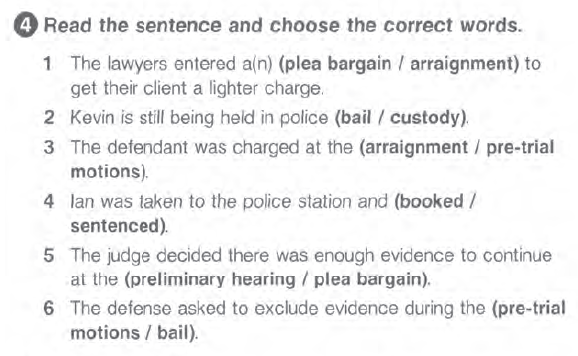 4 Read the sentence and choose the correct words.
1 The lawyers entered a(n) (plea bargain / arraignment) to
get their client a lighter charge.
2 Kevin is still being held in police (bail / custody).
3 The defendant was charged at the (arraignment / pre-trial
motions).
4 Ian was taken to the police station and (booked /
sentenced).
5 The judge decided there was enough evidence to continue
at the (preliminary hearing / plea bargain).
6 The defense asked to exclude evidence during the (pre-trial
motions / bail).